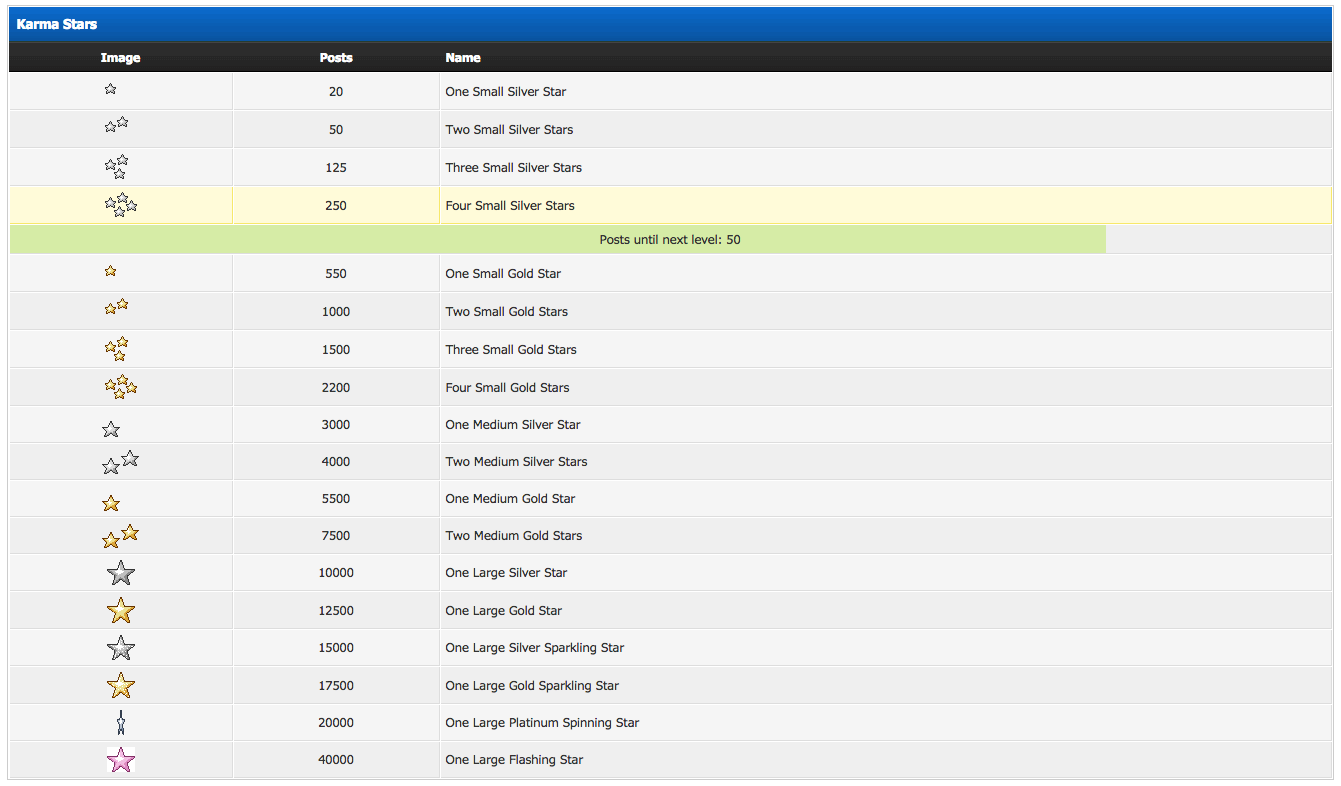 Karma Stars
Image Posts Name
20 One Small Silver Star
50 Two Small Silver Stars
125 Three Small Silver Stars
250 Four Small Silver Stars
Posts until next level: 50
550 One Small Gold Star
1000 Two Small Gold Stars
1500 Three Small Gold Stars
2200 Four Small Gold Stars
3000 One Medium Silver Star
4000 Two Medium Silver Stars
5500 One Medium Gold Star
7500 Two Medium Gold Stars
10000 One Large Silver Star
12500 One Large Gold Star
15000 One Large Silver Sparkling Star
17500 One Large Gold Sparkling Star
20000 One Large Platinum Spinning Star
40000 One Large Flashing Star